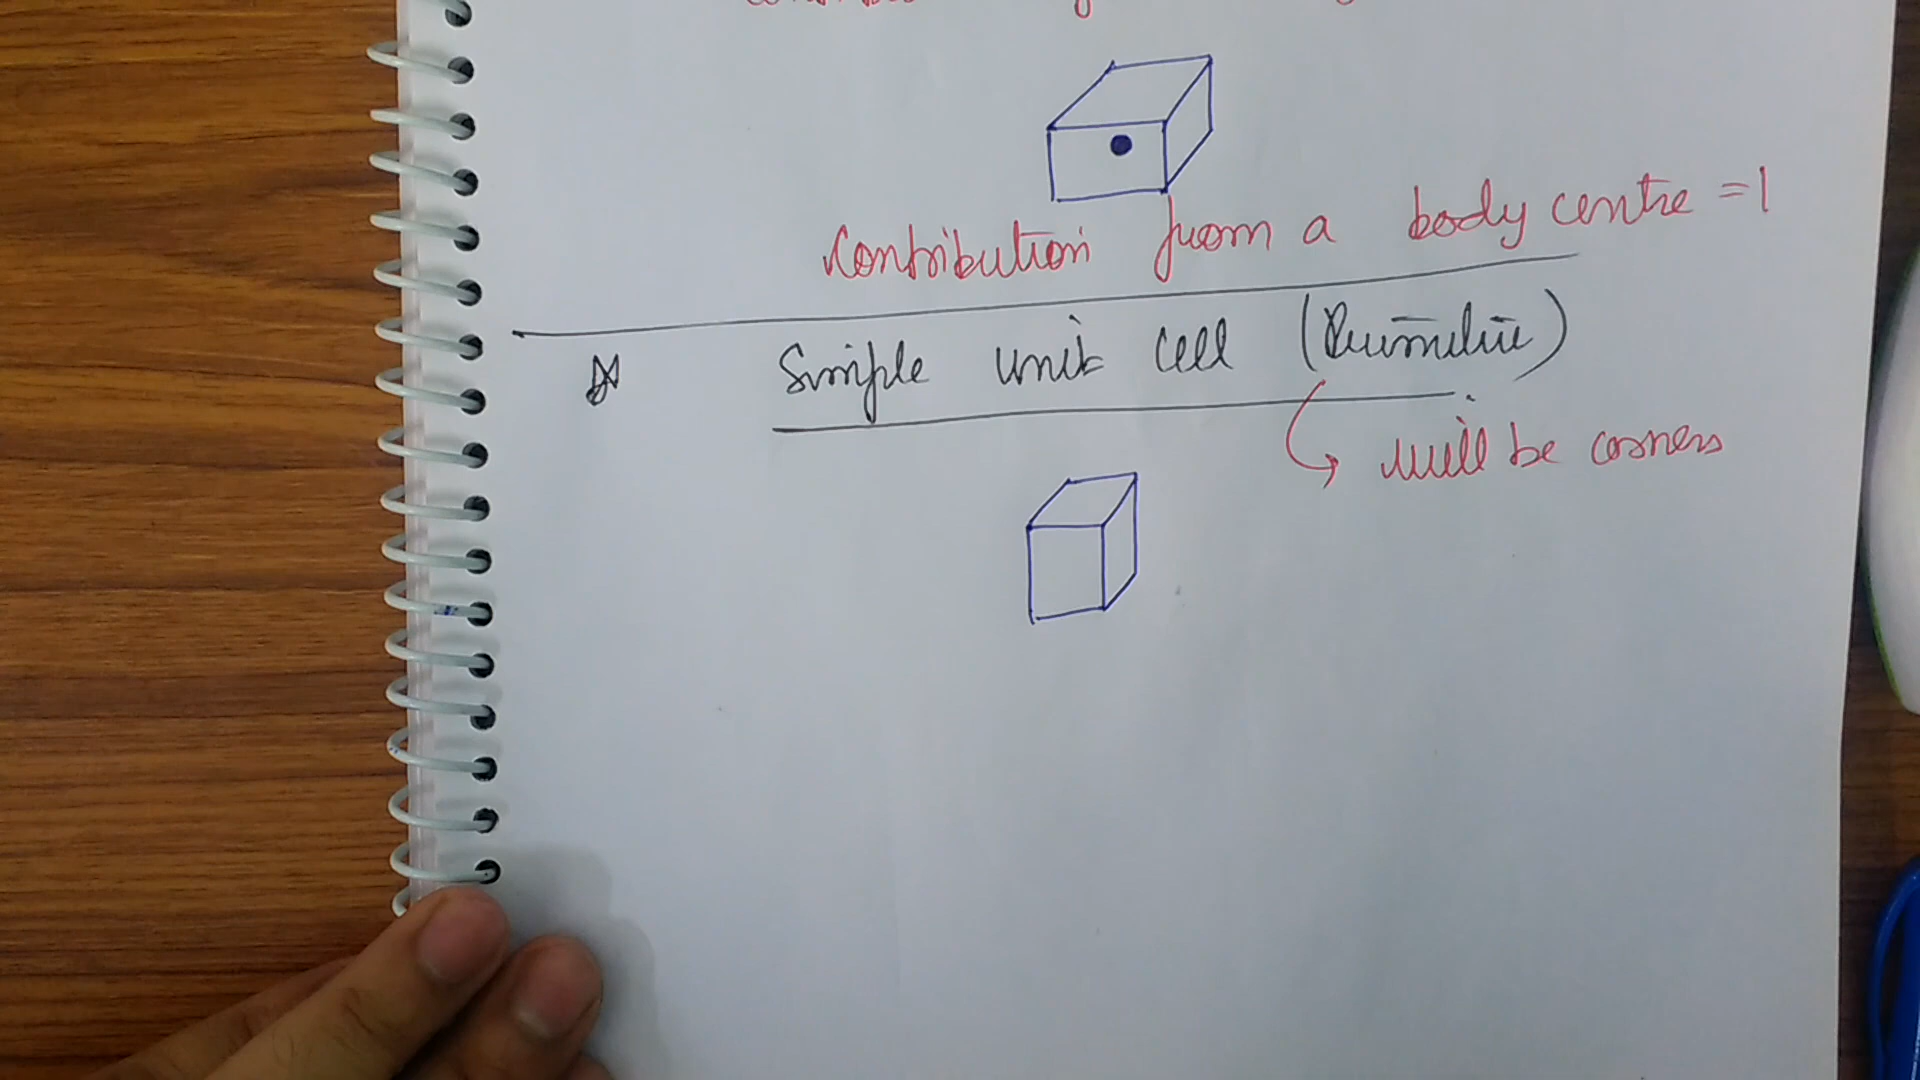 Contribution from a body centre = 1
Simple unit cell (Primitive)
will be corners